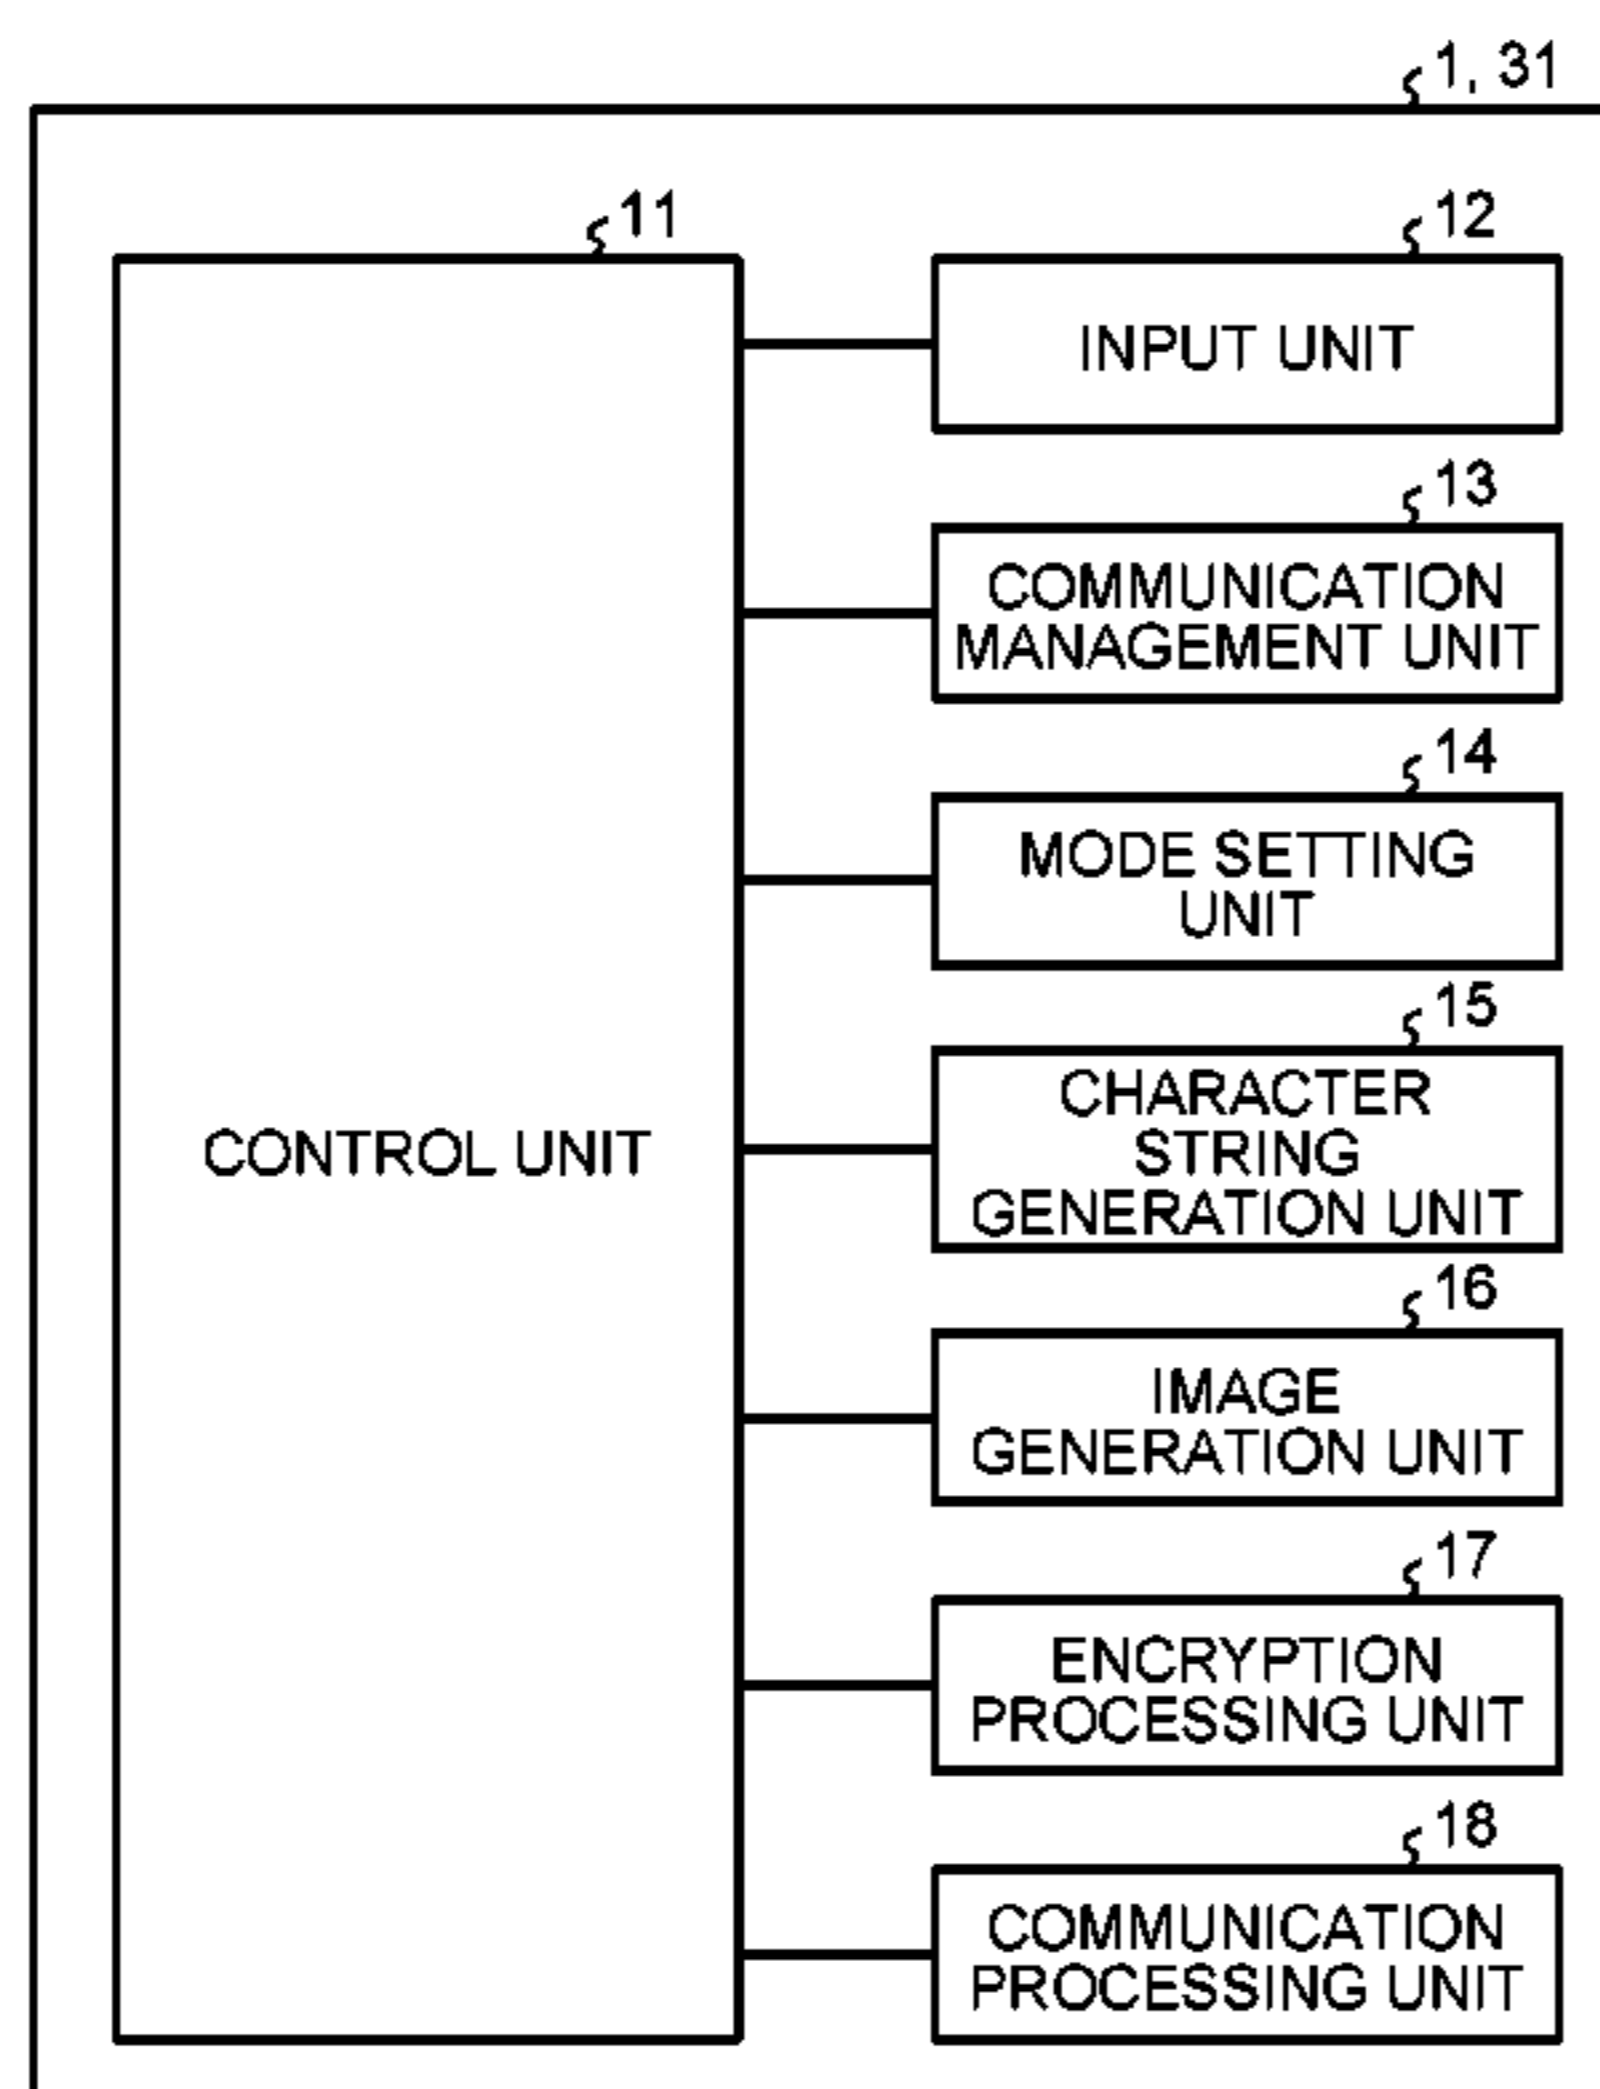 1, 31
11
12
INPUT UNIT
13
COMMUNICATION
MANAGEMENT UNIT
14
MODE SETTING
UNIT
15
CHARACTER
STRING
GENERATION UNIT
CONTROL UNIT
16
IMAGE
GENERATION UNIT
17
ENCRYPTION
PROCESSING UNIT
18
COMMUNICATION
PROCESSING UNIT